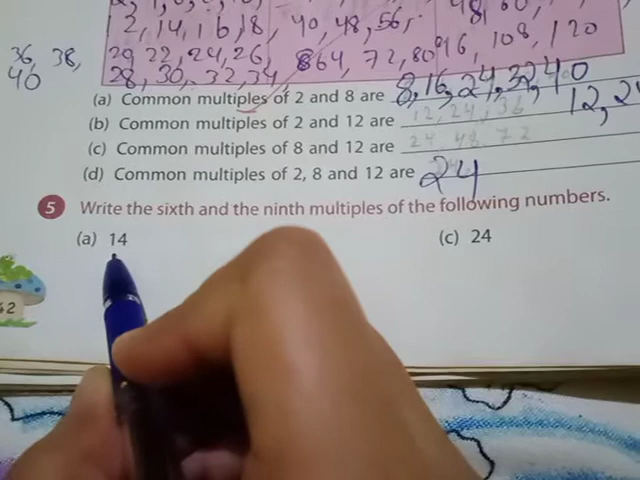 12, 14, 16, 18, 40, 48, 56,
36, 38, 22, 24, 26, 864, 72, 80 96, 108, 120
40 28, 30, 32, 34
(a) Common multiples of 2 and 8 are 8, 16, 24, 32, 40
(b) Common multiples of 2 and 12 are 12, 24, 36 12, 2
(c) Common multiples of 8 and 12 are 24 48 72
(d) Common multiples of 2, 8 and 12 are 24
5 Write the sixth and the ninth multiples of the following numbers.
(a) 14 (c) 24